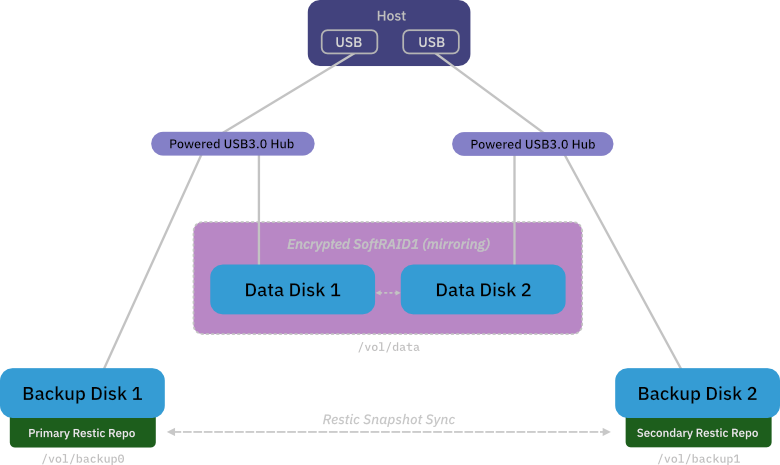 Host
USB
USB
Powered USB3.0 Hub
Powered USB3.0 Hub
Encrypted SoftRAID1 (mirroring)
Data Disk 1
Data Disk 2
/vol/data
Backup Disk 1
Backup Disk 2
Restic Snapshot Sync
Primary Restic Repo
Secondary Restic Repo
/vol/backup0
/vol/backup1